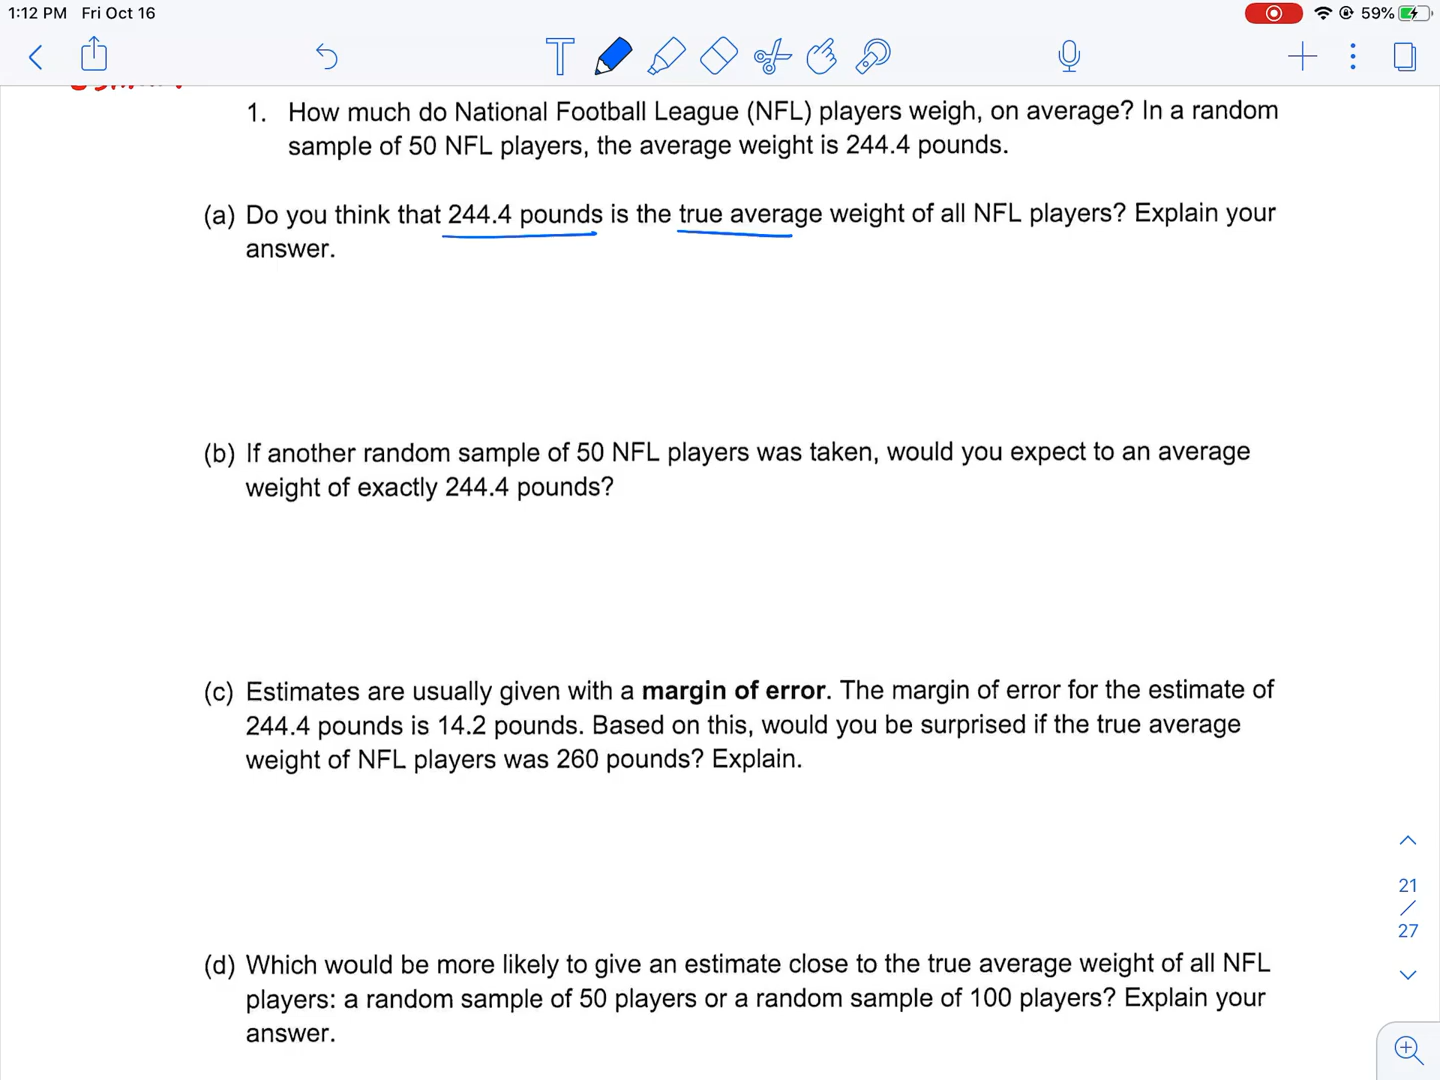 1:12 PM Fri Oct 16
59%
1. How much do National Football League (NFL) players weigh, on average? In a random
sample of 50 NFL players, the average weight is 244.4 pounds.
(a) Do you think that 244.4 pounds is the true average weight of all NFL players? Explain your
answer.
(b) If another random sample of 50 NFL players was taken, would you expect to an average
weight of exactly 244.4 pounds?
(c) Estimates are usually given with a margin of error. The margin of error for the estimate of
244.4 pounds is 14.2 pounds. Based on this, would you be surprised if the true average
weight of NFL players was 260 pounds? Explain.
21
/
27
(d) Which would be more likely to give an estimate close to the true average weight of all NFL
players: a random sample of 50 players or a random sample of 100 players? Explain your
answer.